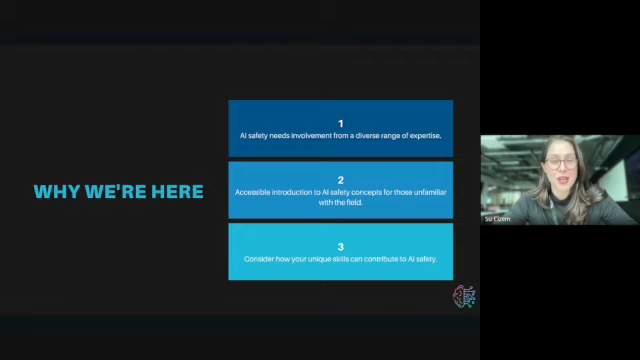 WHY WE'RE HERE
1
AI safety needs involvement from a diverse range of expertise.
2
Accessible introduction to AI safety concepts for those unfamiliar
with the field.
3
Consider how your unique skills can contribute to AI safety.
Su Cizem